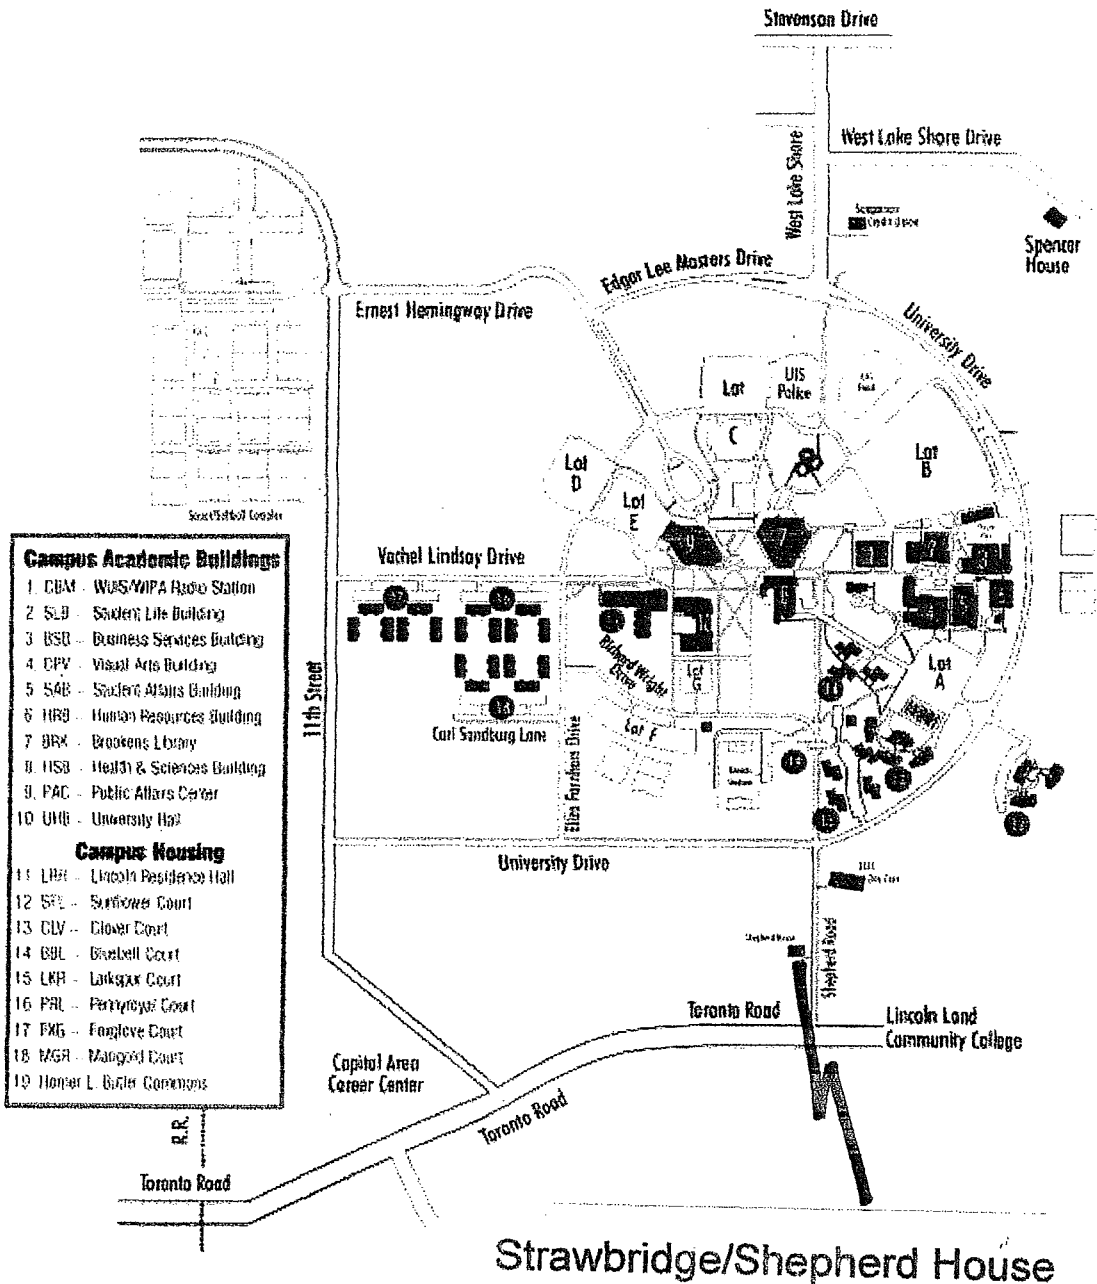 Stevenson Drive
West Lake Shore Drive
West Lake Shore
Spencer
House
Edgar Lee Masters Drive
Ernest Hemingway Drive
University Drive
Lot
UIS
Police
C
Lot
B
Lot
D
Lot
E
7
Vachel Lindsay Drive
Campus Academic Buildings
1. CBM - WUIS/WIPA Radio Station
2 SLB - Student Life Building
3 BSB - Business Services Building
4 CPV - Visual Arts Building
5 SAB - Student Affairs Building
6 HRB - Human Resources Building
7 BRK - Brookens Library
8 HSB - Health & Sciences Building
9. PAC - Public Affairs Center
10 UHB - University Hall
Campus Housing
11 LRH - Lincoln Residence Hall
12 SFL - Sunflower Court
13 CLV - Clover Court
14 BBL - Bluebell Court
15 LKR - Larkspur Court
16 PRL - Pennyroyal Court
17 FXG - Foxglove Court
18 MGR - Marigold Court
19 Homer L. Butler Commons
11th Street
Richard Wright
Drive
Lot
G
Lot
A
Carl Sandburg Lane
Lot F
University Drive
Shepherd Road
Toronto Road
Lincoln Land
Community College
Capital Area
Career Center
Toronto Road
R.R.
Toronto Road
Strawbridge/Shepherd House